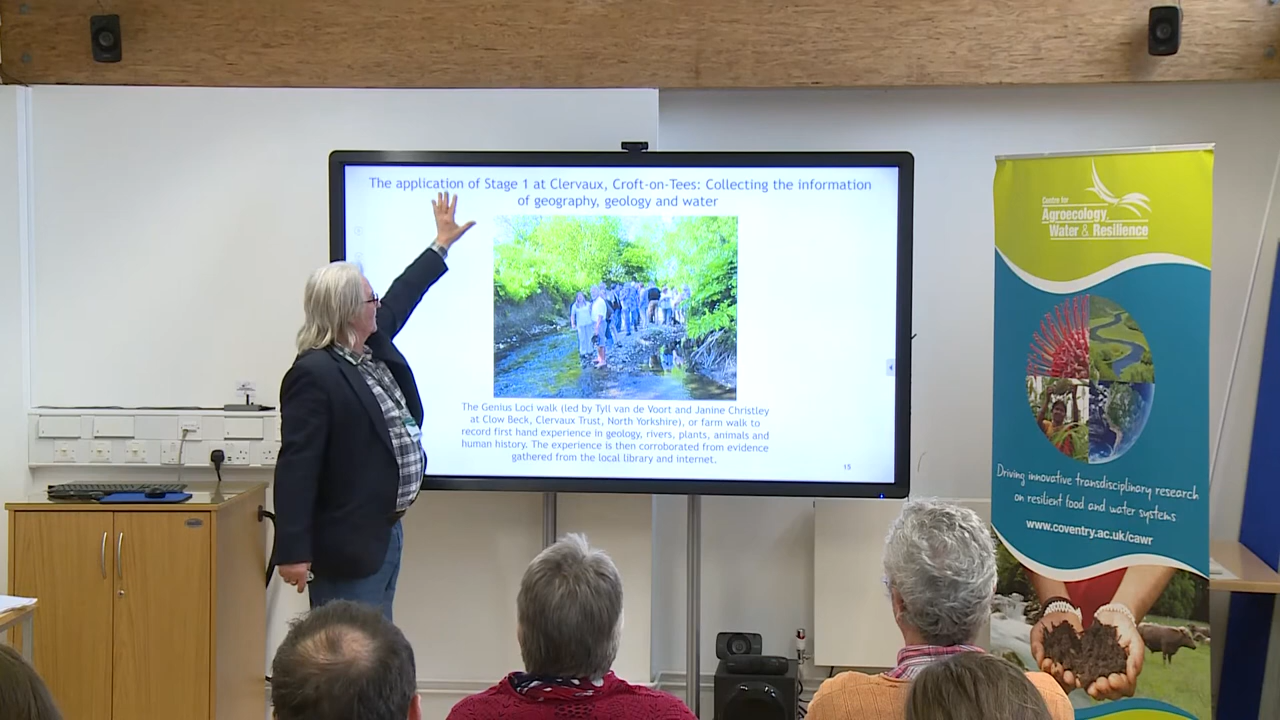 The application of Stage 1 at Clervaux, Croft-on-Tees: Collecting the information
of geography, geology and water
The Genius Loci walk (led by Tyll van de Voort and Janine Christley
at Clow Beck, Clervaux Trust, North Yorkshire), or farm walk to
record first hand experience in geology, rivers, plants, animals and
human history. The experience is then corroborated from evidence
gathered from the local library and internet.
15
Centre for
Agroecology,
Water & Resilience
Driving innovative transdisciplinary research
on resilient food and water systems
www.coventry.ac.uk/cawr